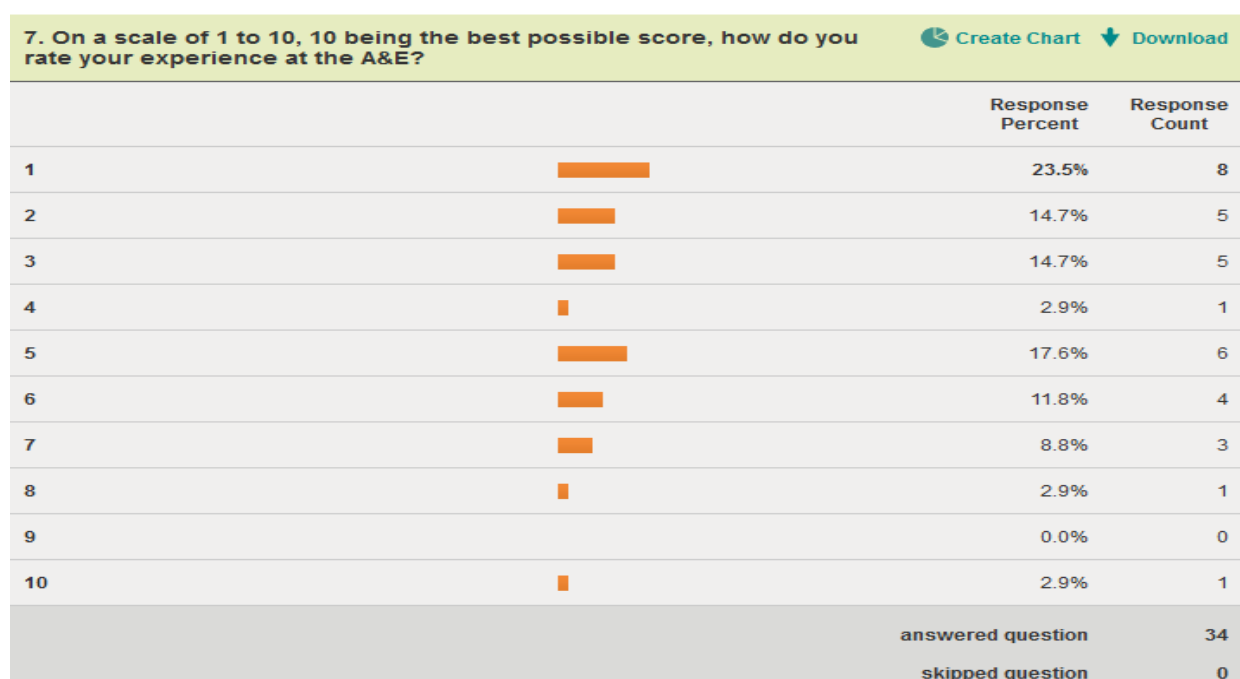 7. On a scale of 1 to 10, 10 being the best possible score, how do you Create Chart Download
rate your experience at the A&E?
Response Response
Percent Count
1 23.5% 8
2 14.7% 5
3 14.7% 5
4 2.9% 1
5 17.6% 6
6 11.8% 4
7 8.8% 3
8 2.9% 1
9 0.0% 0
10 2.9% 1
answered question 34
skipped question 0